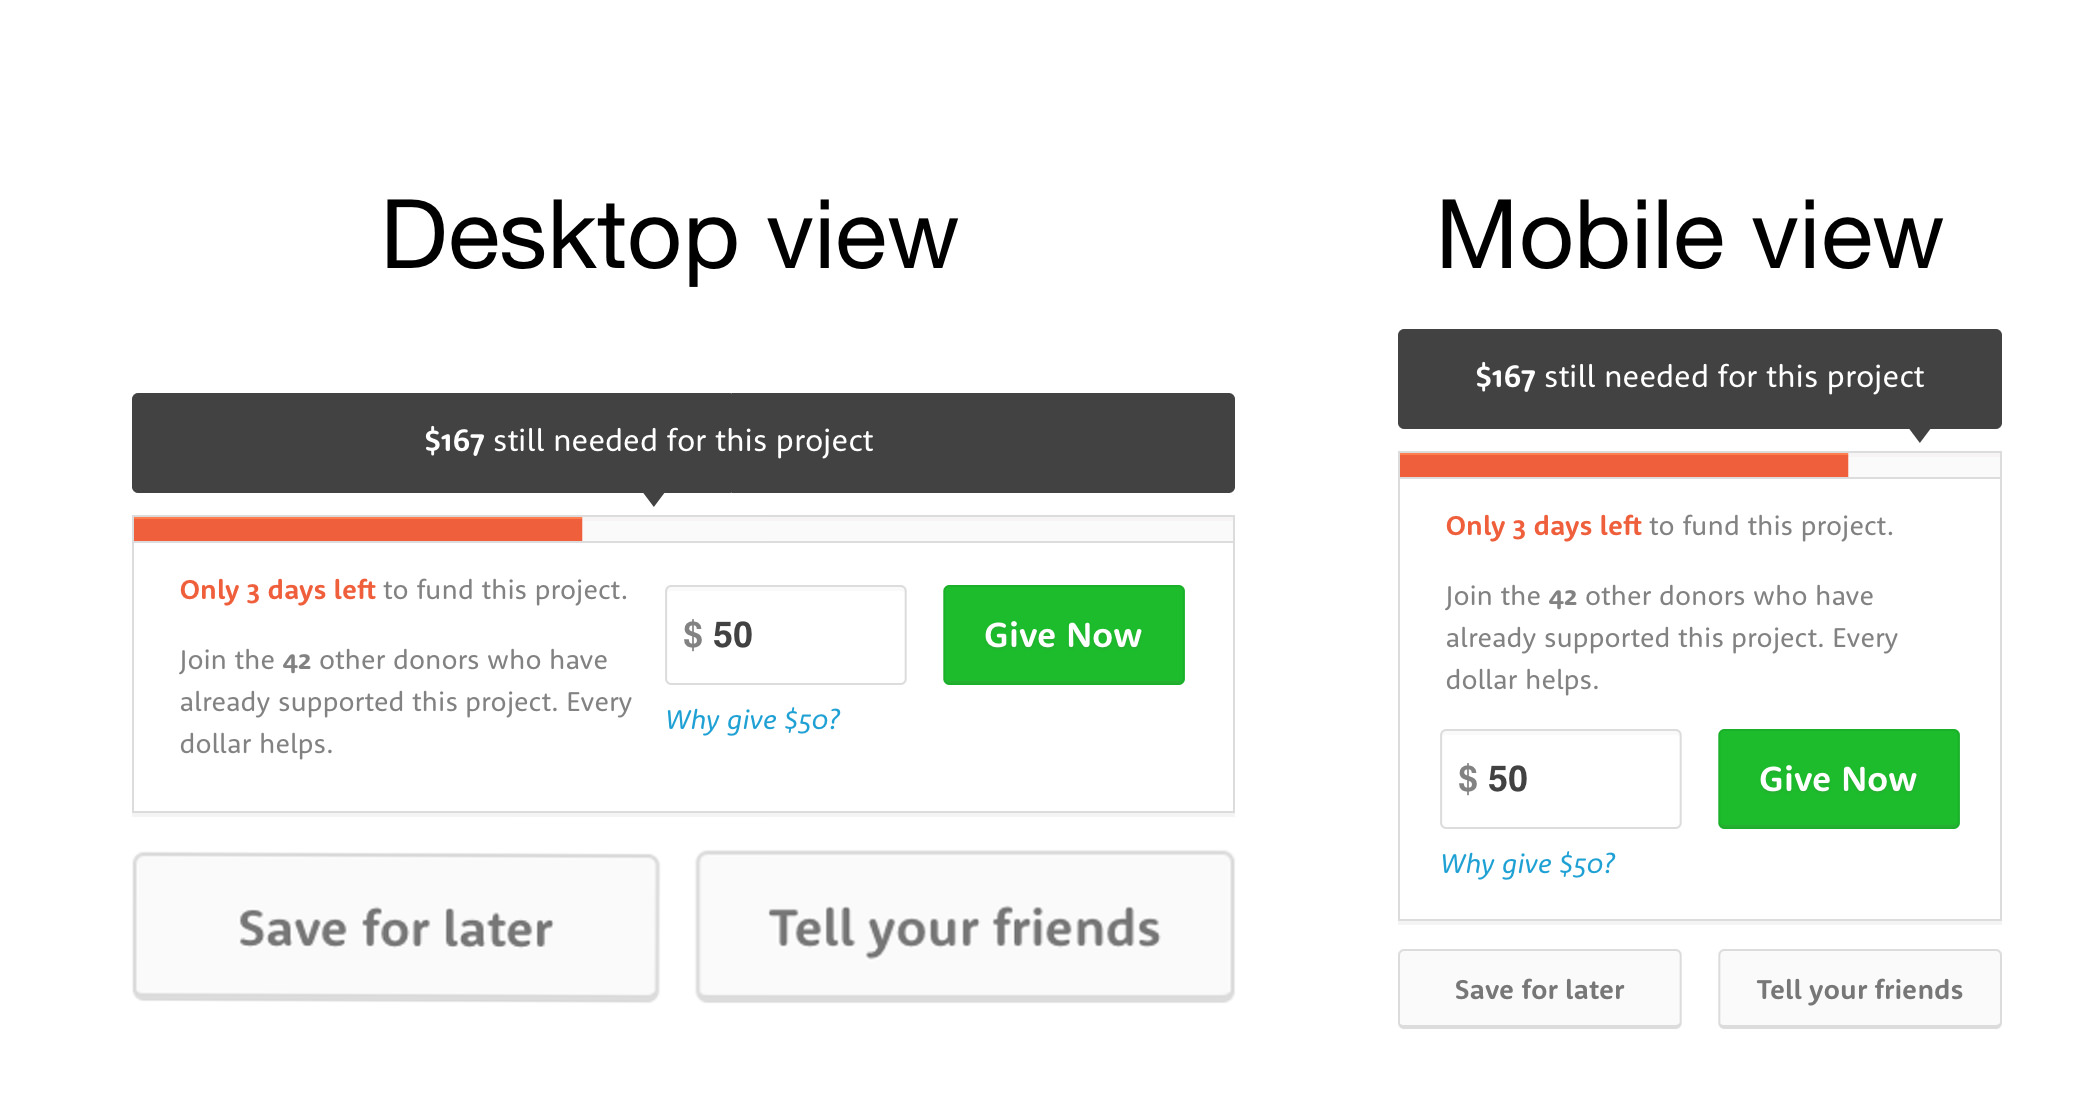 Desktop view
$167 still needed for this project
Only 3 days left to fund this project.
Join the 42 other donors who have
already supported this project. Every
dollar helps.
$ 50
Give Now
Why give $50?
Save for later
Tell your friends
Mobile view
$167 still needed for this project
Only 3 days left to fund this project.
Join the 42 other donors who have
already supported this project. Every
dollar helps.
$ 50
Give Now
Why give $50?
Save for later
Tell your friends